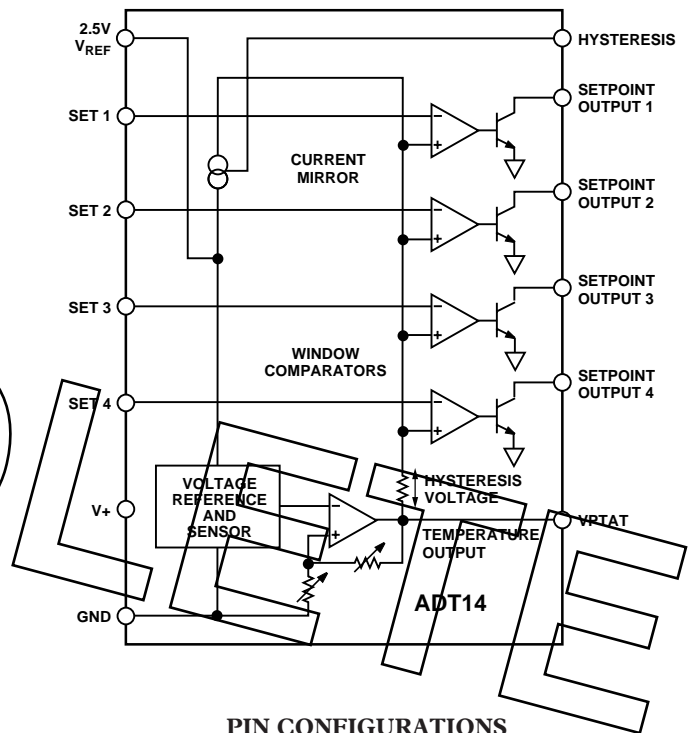 2.5V
VREF
HYSTERESIS
SETPOINT
OUTPUT 1
SET 1
CURRENT
MIRROR
SETPOINT
OUTPUT 2
SET 2
SETPOINT
OUTPUT 3
SET 3
WINDOW
COMPARATORS
SETPOINT
OUTPUT 4
SET 4
VOLTAGE
REFERENCE
AND
SENSOR
HYSTERESIS
VOLTAGE
V+
VPTAT
TEMPERATURE
OUTPUT
ADT14
GND
PIN CONFIGURATIONS